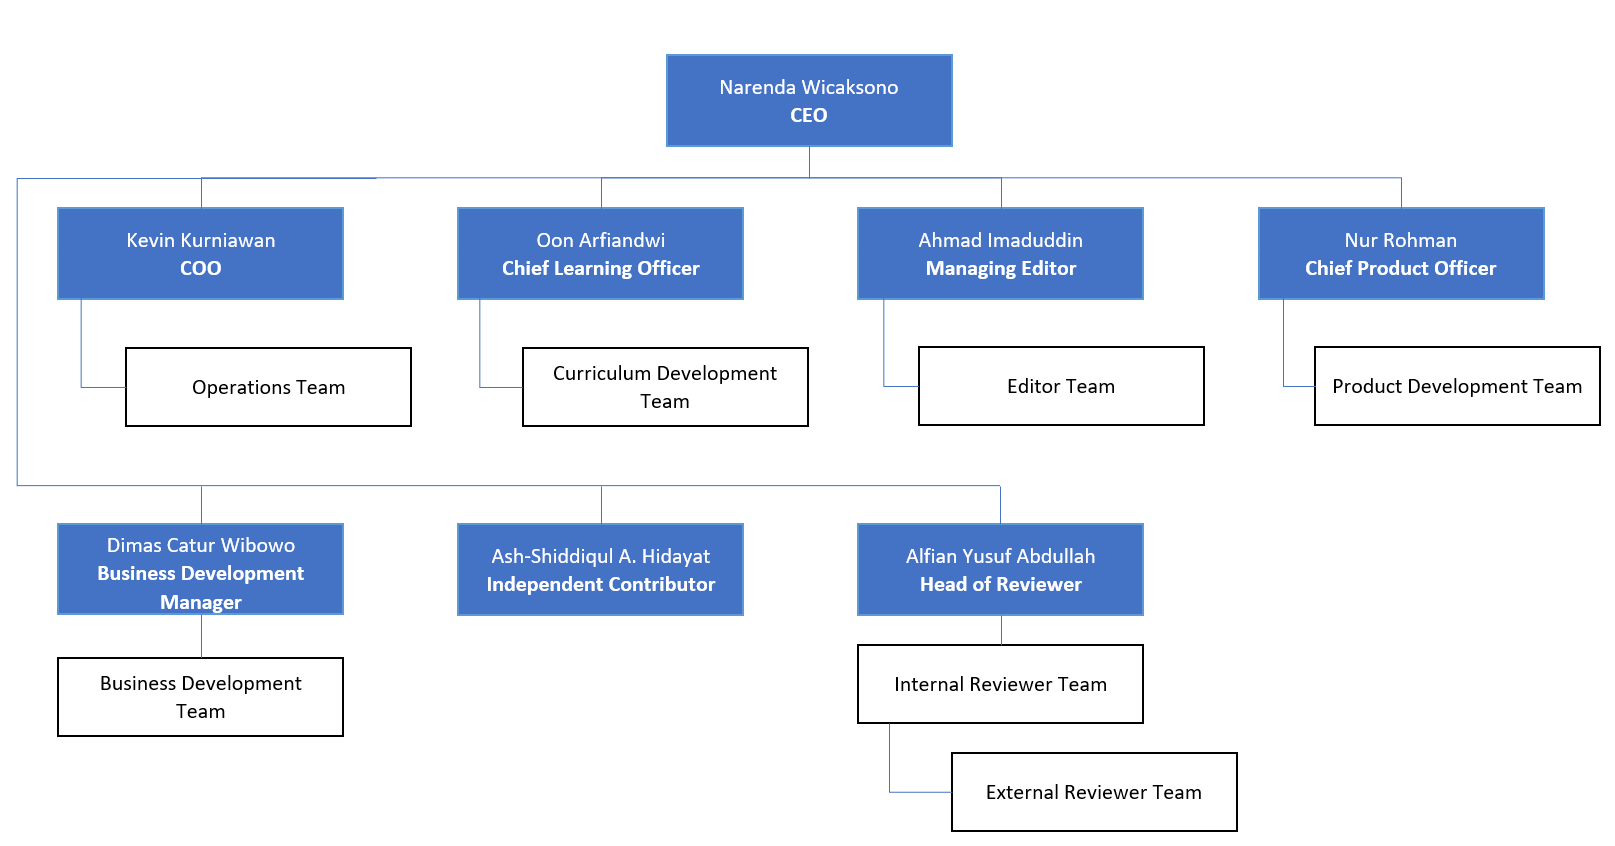 Narenda Wicaksono
CEO
Kevin Kurniawan
COO
Oon Arfiandwi
Chief Learning Officer
Ahmad Imaduddin
Managing Editor
Nur Rohman
Chief Product Officer
Operations Team
Curriculum Development
Team
Editor Team
Product Development Team
Dimas Catur Wibowo
Business Development
Manager
Ash-Shiddiqul A. Hidayat
Independent Contributor
Alfian Yusuf Abdullah
Head of Reviewer
Business Development
Team
Internal Reviewer Team
External Reviewer Team